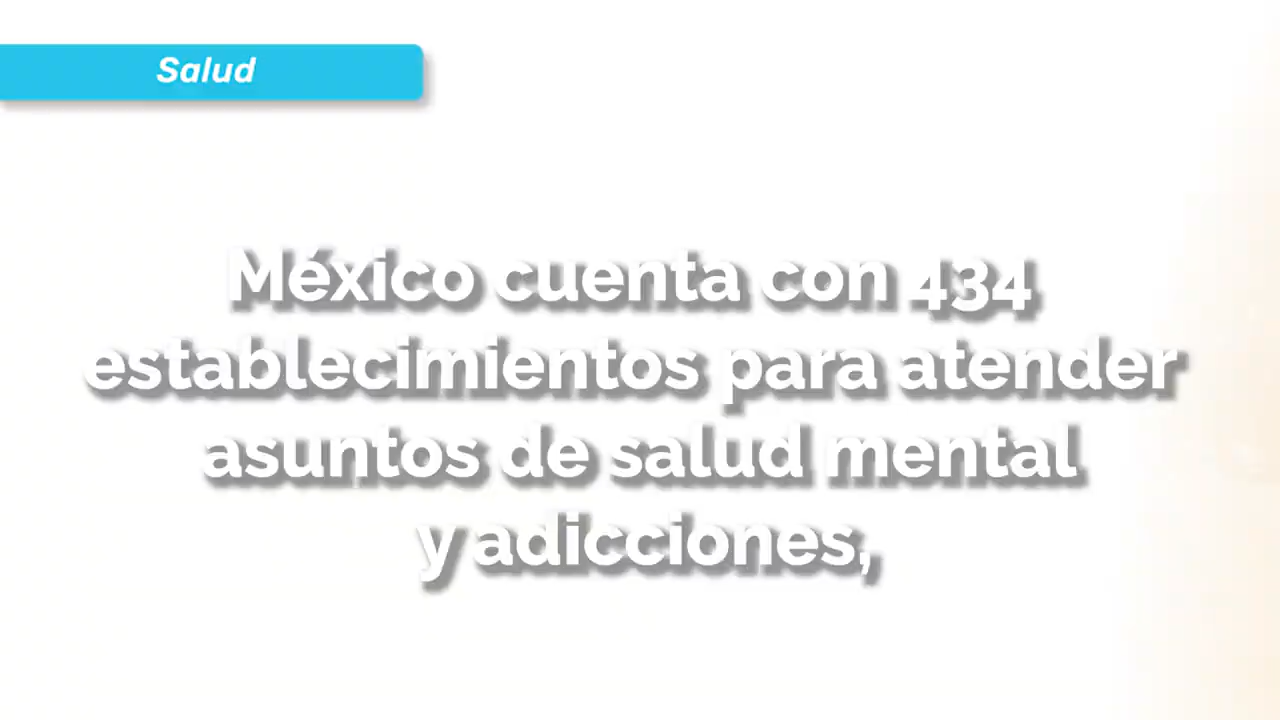 Salud
México cuenta con 434
establecimientos para atender
asuntos de salud mental
y adicciones,